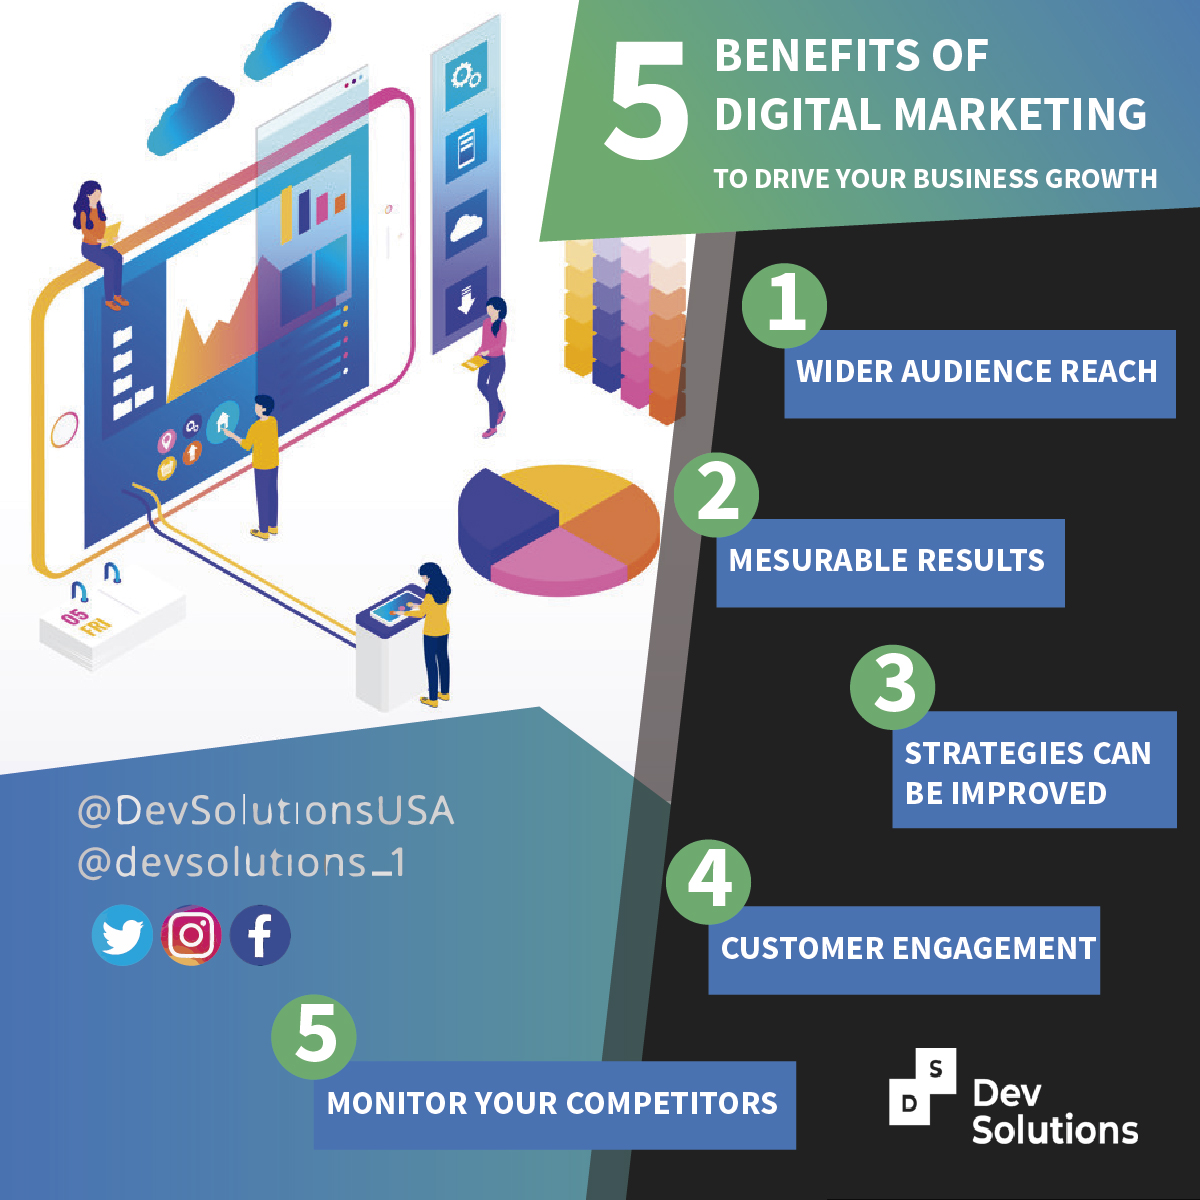 5
BENEFITS OF
DIGITAL MARKETING
TO DRIVE YOUR BUSINESS GROWTH
1
WIDER AUDIENCE REACH
2
MESURABLE RESULTS
3
STRATEGIES CAN
BE IMPROVED
4
CUSTOMER ENGAGEMENT
5
MONITOR YOUR COMPETITORS
05
FRI
@DevSolutionsUSA
@devsolutions_1
S
D
Dev
Solutions